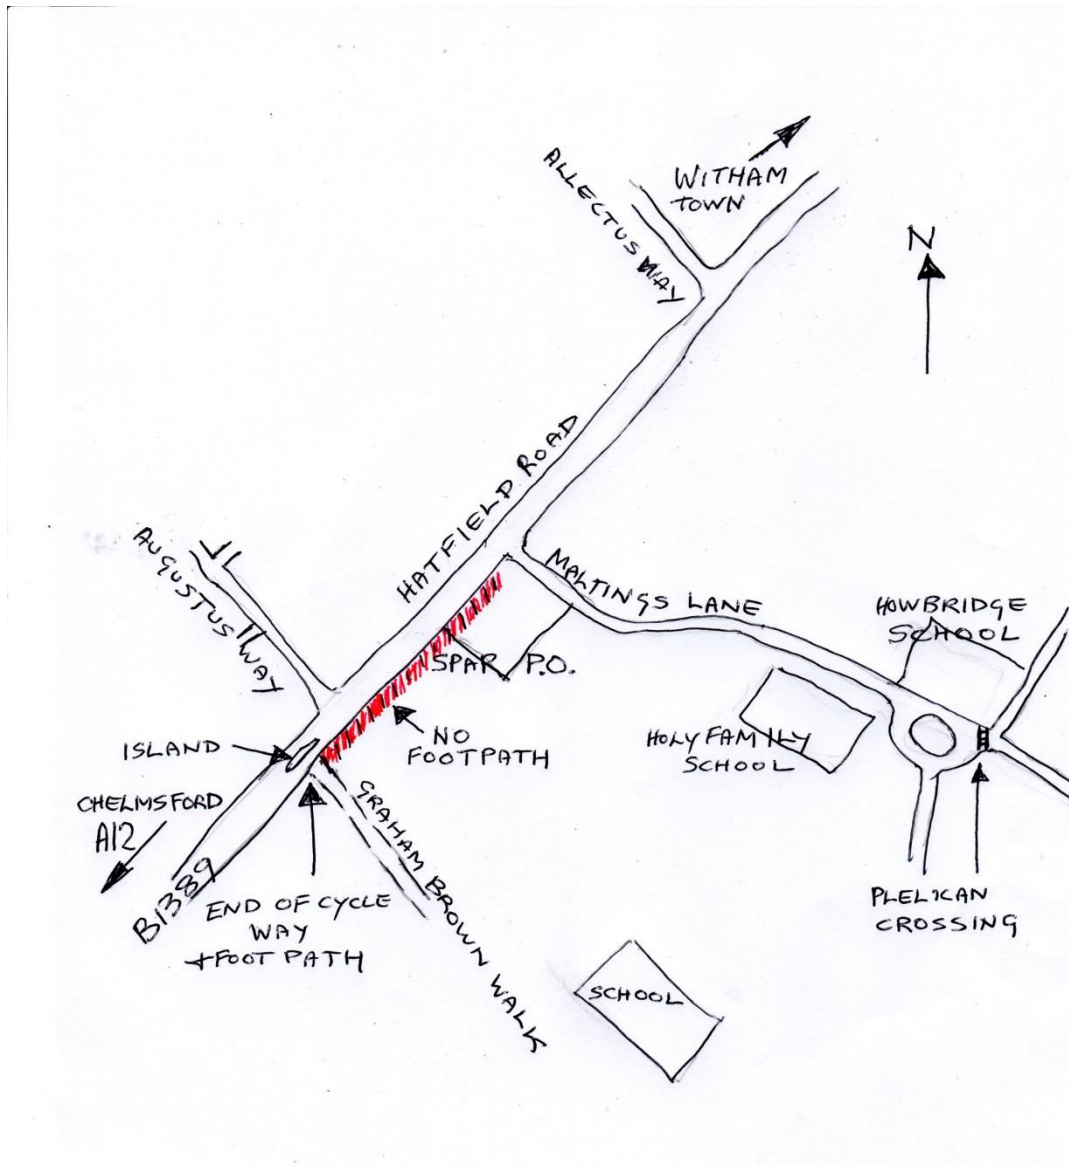 ALLECTUS WAY
WITHAM
TOWN
N
HATFIELD ROAD
AUGUSTUS WAY
MALTINGS LANE
HOWBRIDGE
SCHOOL
SPAR P.O.
NO
FOOTPATH
HOLY FAMILY
SCHOOL
ISLAND
CHELMSFORD
A12
B1389
GRAHAM BROWN WALK
END OF CYCLE
WAY
+FOOT PATH
PLELICAN
CROSSING
SCHOOL